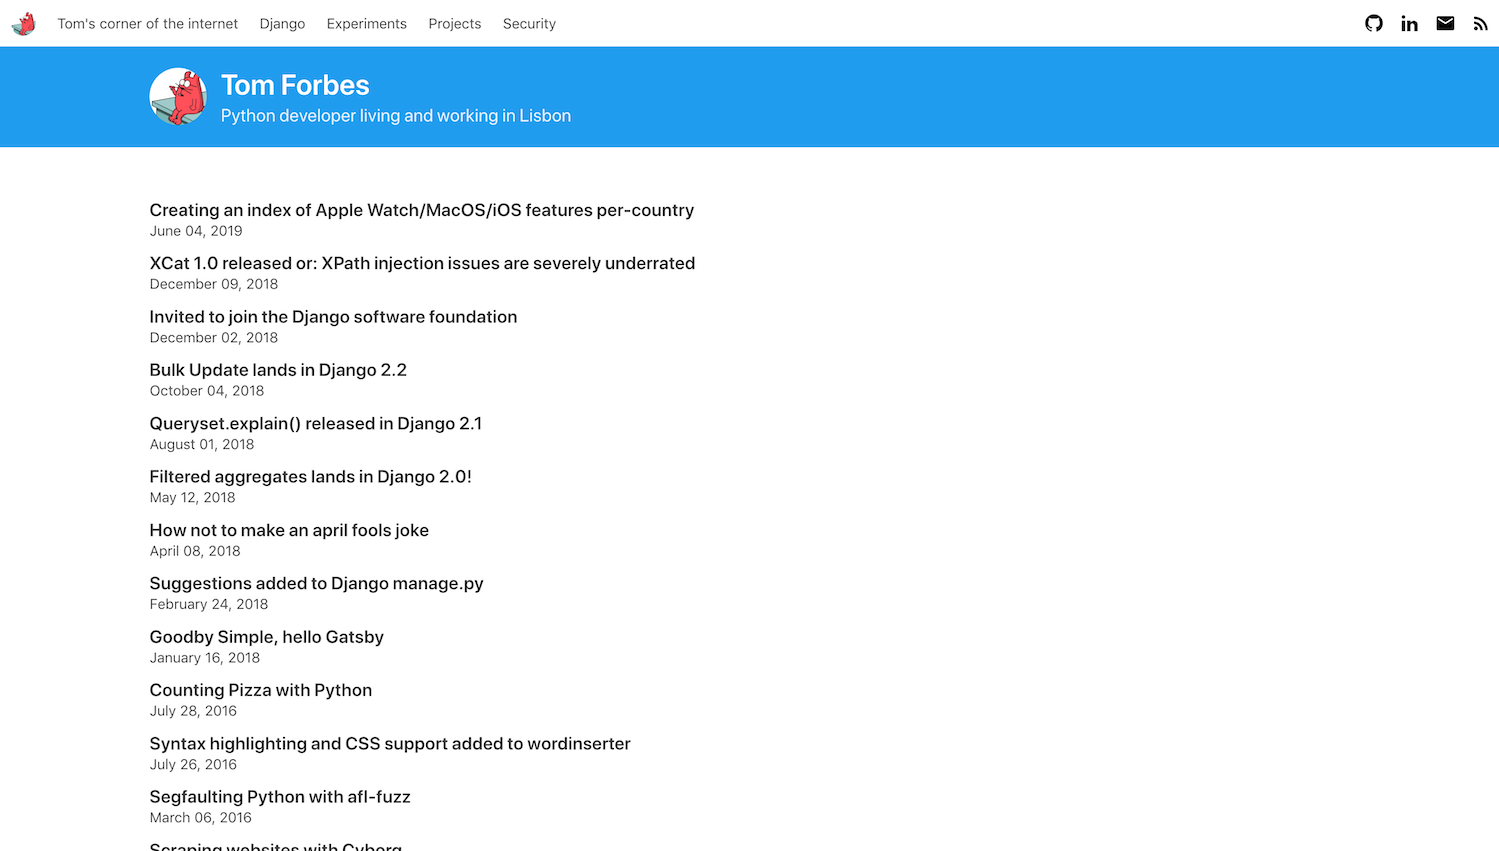 Tom's corner of the internet Django Experiments Projects Security
Tom Forbes
Python developer living and working in Lisbon
Creating an index of Apple Watch/MacOS/iOS features per-country
June 04, 2019
XCat 1.0 released or: XPath injection issues are severely underrated
December 09, 2018
Invited to join the Django software foundation
December 02, 2018
Bulk Update lands in Django 2.2
October 04, 2018
Queryset.explain() released in Django 2.1
August 01, 2018
Filtered aggregates lands in Django 2.0!
May 12, 2018
How not to make an april fools joke
April 08, 2018
Suggestions added to Django manage.py
February 24, 2018
Goodby Simple, hello Gatsby
January 16, 2018
Counting Pizza with Python
July 28, 2016
Syntax highlighting and CSS support added to wordinserter
July 26, 2016
Segfaulting Python with afl-fuzz
March 06, 2016
Scraping websites with Cyborg